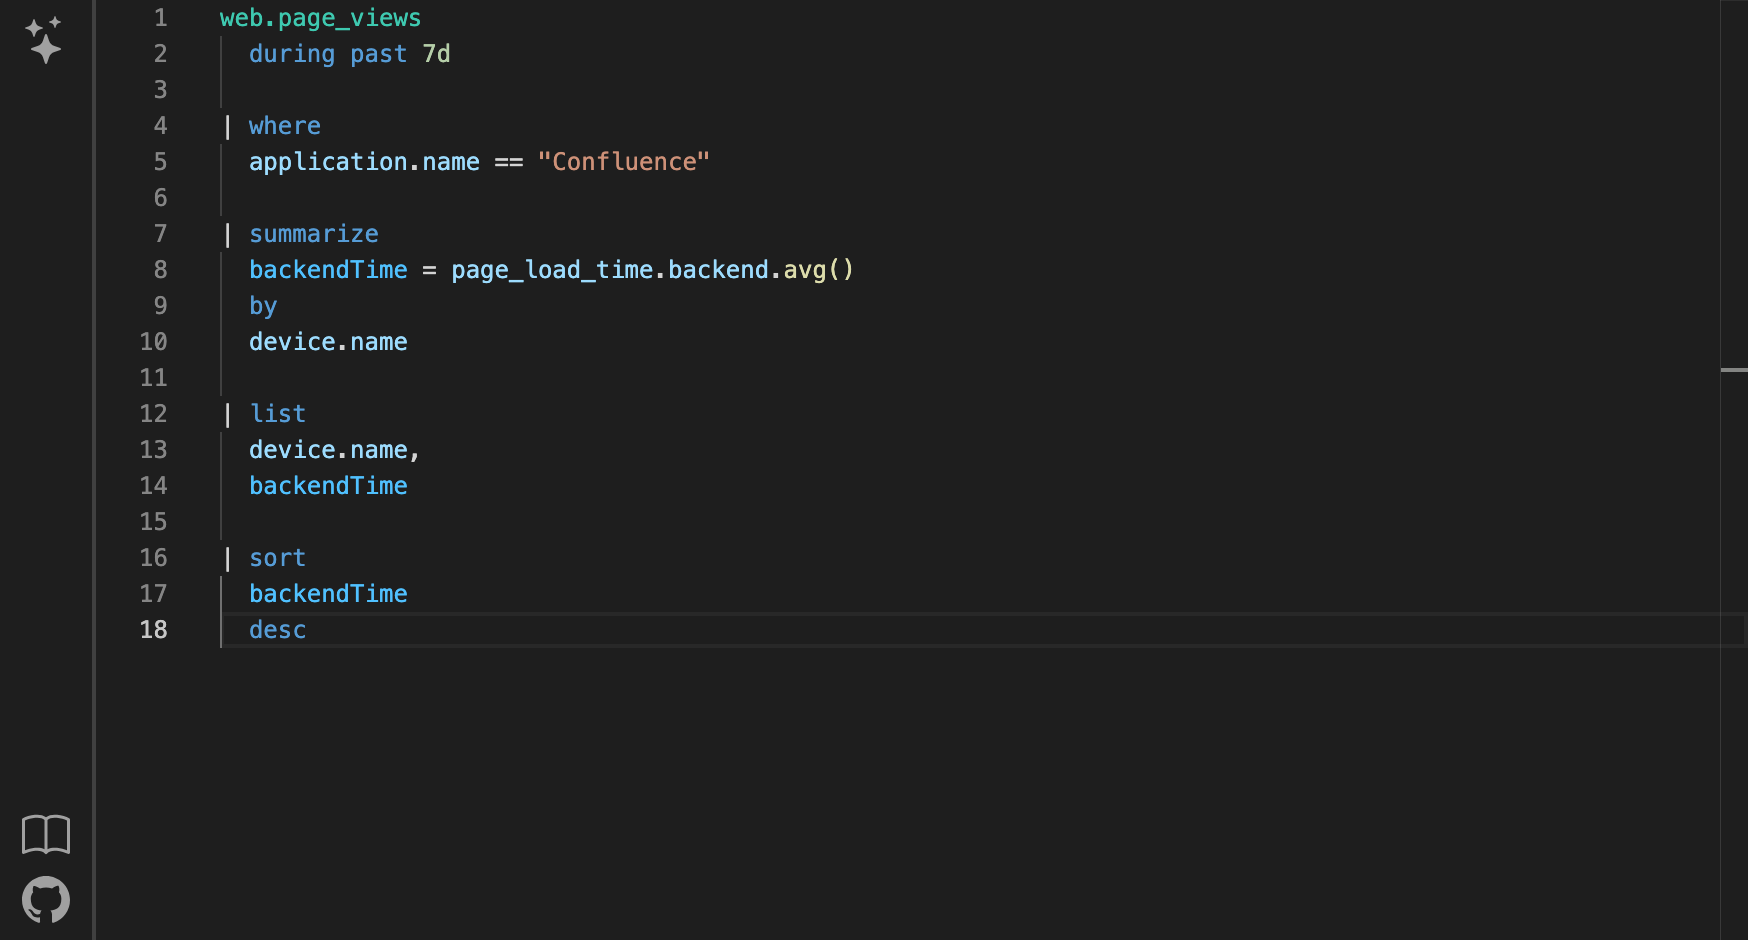 1 web.page_views
2 during past 7d
3
4 | where
5 application.name == "Confluence"
6
7 | summarize
8 backendTime = page_load_time.backend.avg()
9 by
10 device.name
11
12 | list
13 device.name,
14 backendTime
15
16 | sort
17 backendTime
18 desc